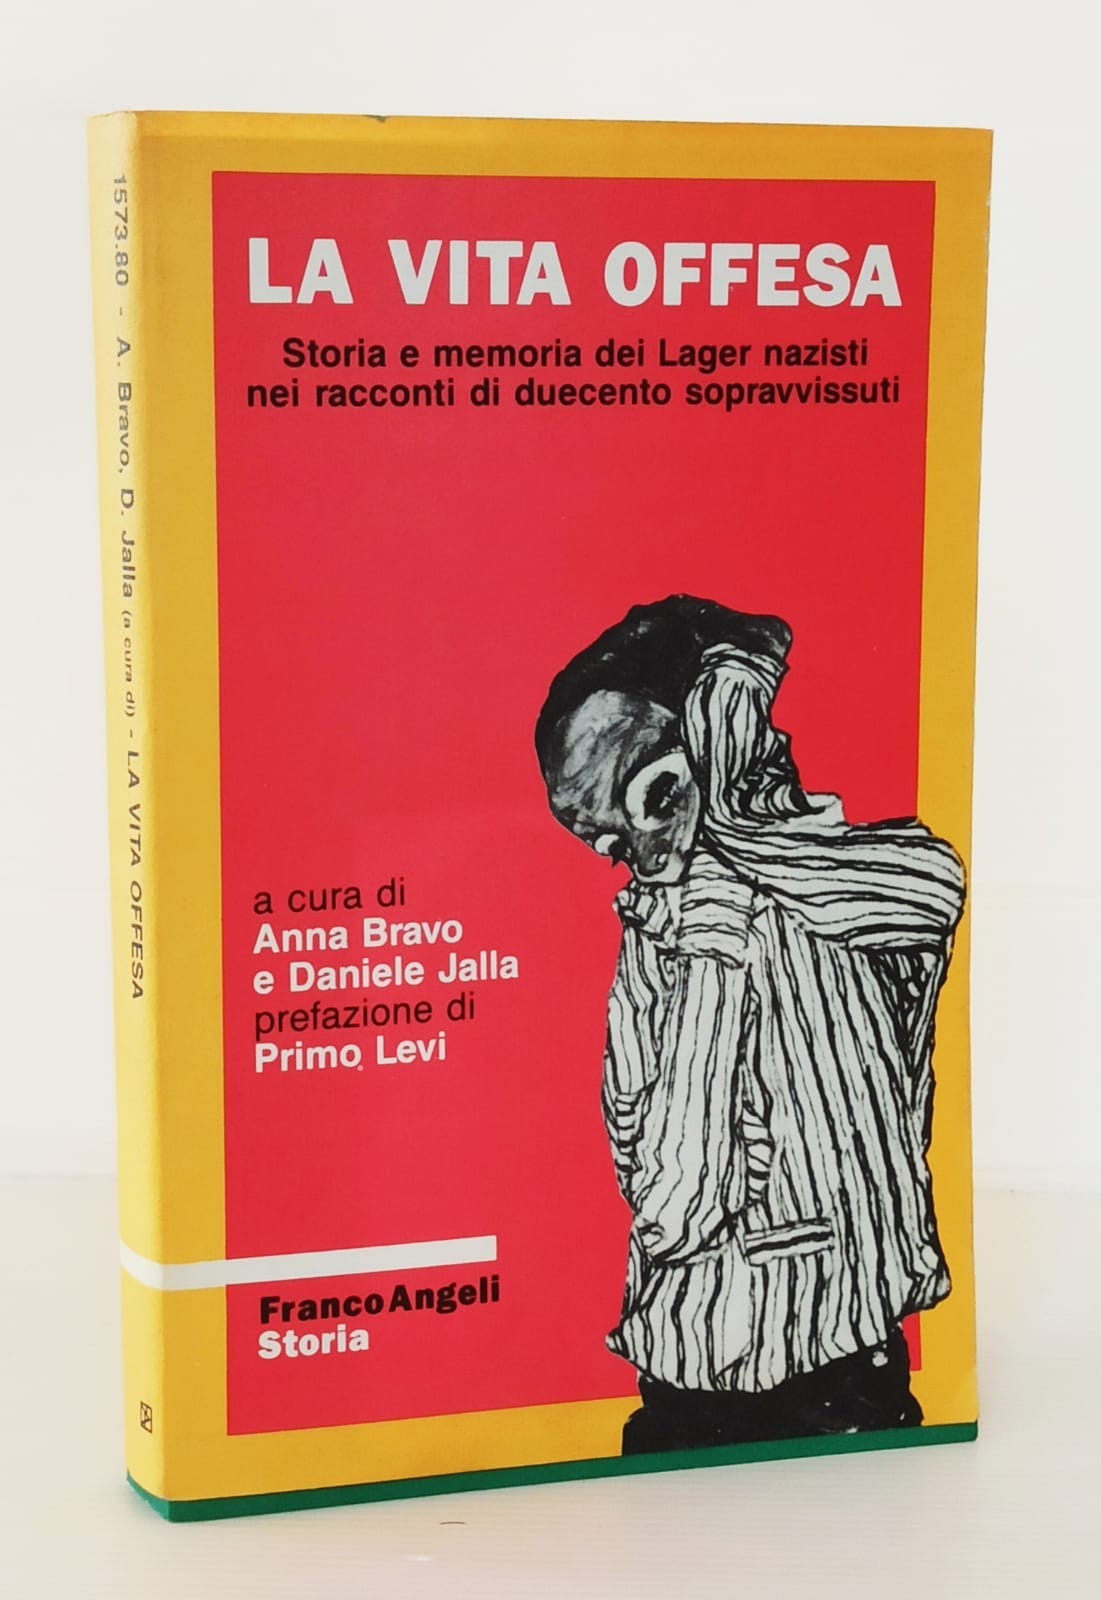 LA VITA OFFESA
Storia e memoria dei Lager nazisti
nei racconti di duecento sopravvissuti
a cura di
Anna Bravo
e Daniele Jalla
prefazione di
Primo Levi
FrancoAngeli
Storia
1573.80 - A. Bravo, D. Jalla (a cura di) - LA VITA OFFESA